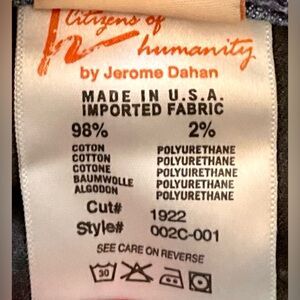 Citizens of
humanity
by Jerome Dahan
MADE IN U.S.A.
IMPORTED FABRIC
98% 2%
COTON POLYURETHANE
COTTON POLYURETHANE
COTONE POLYUIRETHANE
BAUMWOLLE POLYUIRETHANE
ALGODON POLYURETHANE
Cut# 1922
Style# 002C-001
SEE CARE ON REVERSE
30